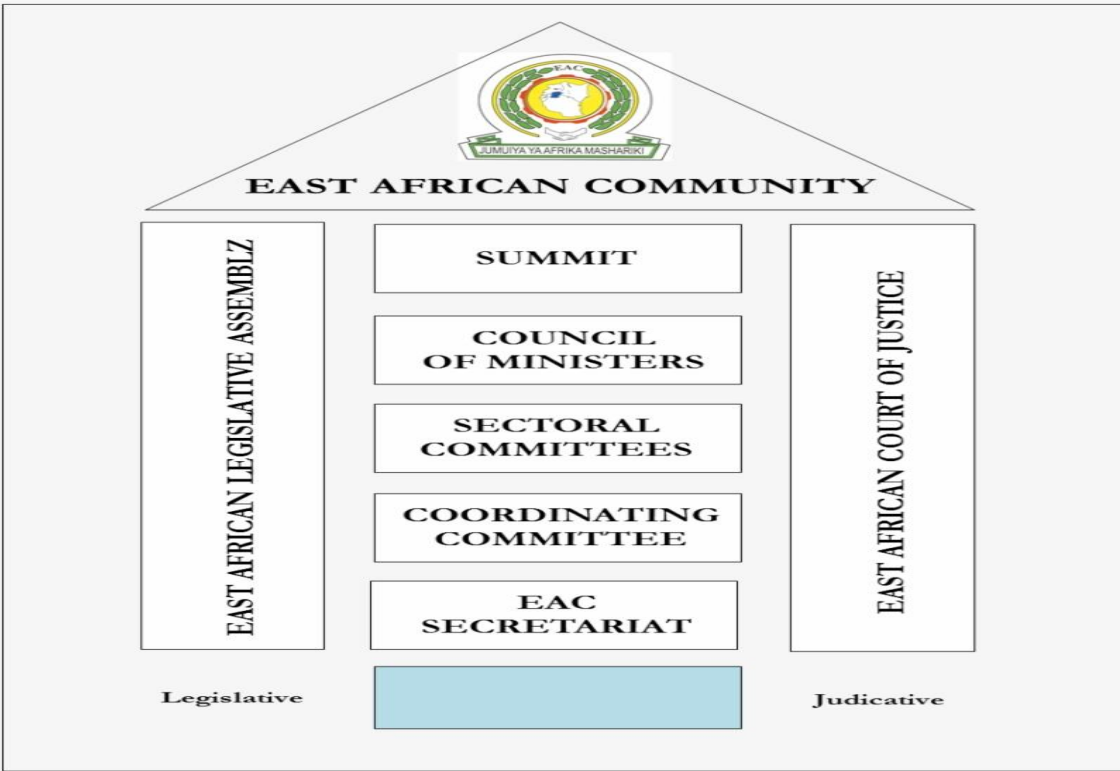 EAC
JUMUIYA YA AFRIKA MASHARIKI
EAST AFRICAN COMMUNITY
EAST AFRICAN LEGISLATIVE ASSEMBLZ
SUMMIT
COUNCIL
OF MINISTERS
SECTORAL
COMMITTEES
COORDINATING
COMMITTEE
EAC
SECRETARIAT
EAST AFRICAN COURT OF JUSTICE
Legislative
Judicative